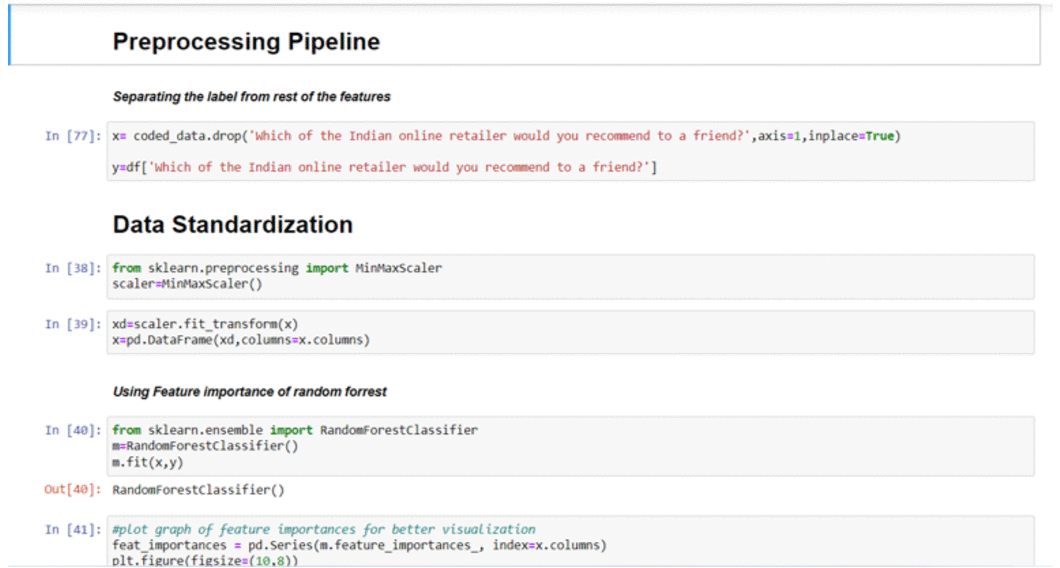 Preprocessing Pipeline
Separating the label from rest of the features
In [77]: x= coded_data.drop('Which of the Indian online retailer would you recommend to a friend?',axis=1,inplace=True)
y=df['Which of the Indian online retailer would you recommend to a friend?']
Data Standardization
In [38]: from sklearn.preprocessing import MinMaxScaler
scaler=MinMaxScaler()
In [39]: xd=scaler.fit_transform(x)
x=pd.DataFrame(xd,columns=x.columns)
Using Feature importance of random forrest
In [40]: from sklearn.ensemble import RandomForestClassifier
m=RandomForestClassifier()
m.fit(x,y)
Out[40]: RandomForestClassifier()
In [41]: #plot graph of feature importances for better visualization
feat_importances = pd.Series(m.feature_importances_, index=x.columns)
plt.figure(figsize=(10,8))